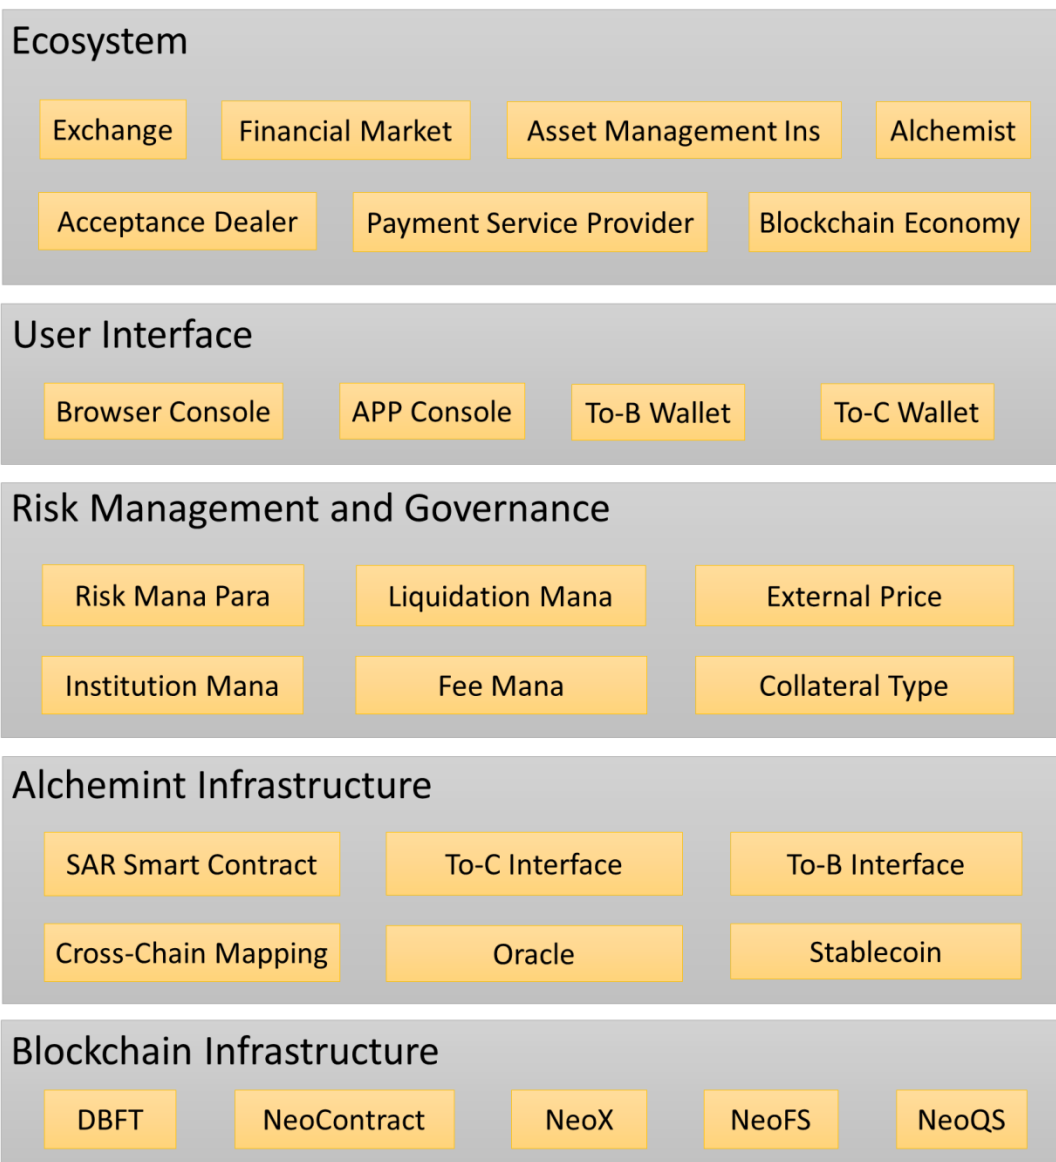 Ecosystem
Exchange Financial Market Asset Management Ins Alchemist
Acceptance Dealer Payment Service Provider Blockchain Economy
User Interface
Browser Console APP Console To-B Wallet To-C Wallet
Risk Management and Governance
Risk Mana Para Liquidation Mana External Price
Institution Mana Fee Mana Collateral Type
Alchemint Infrastructure
SAR Smart Contract To-C Interface To-B Interface
Cross-Chain Mapping Oracle Stablecoin
Blockchain Infrastructure
DBFT NeoContract NeoX NeoFS NeoQS